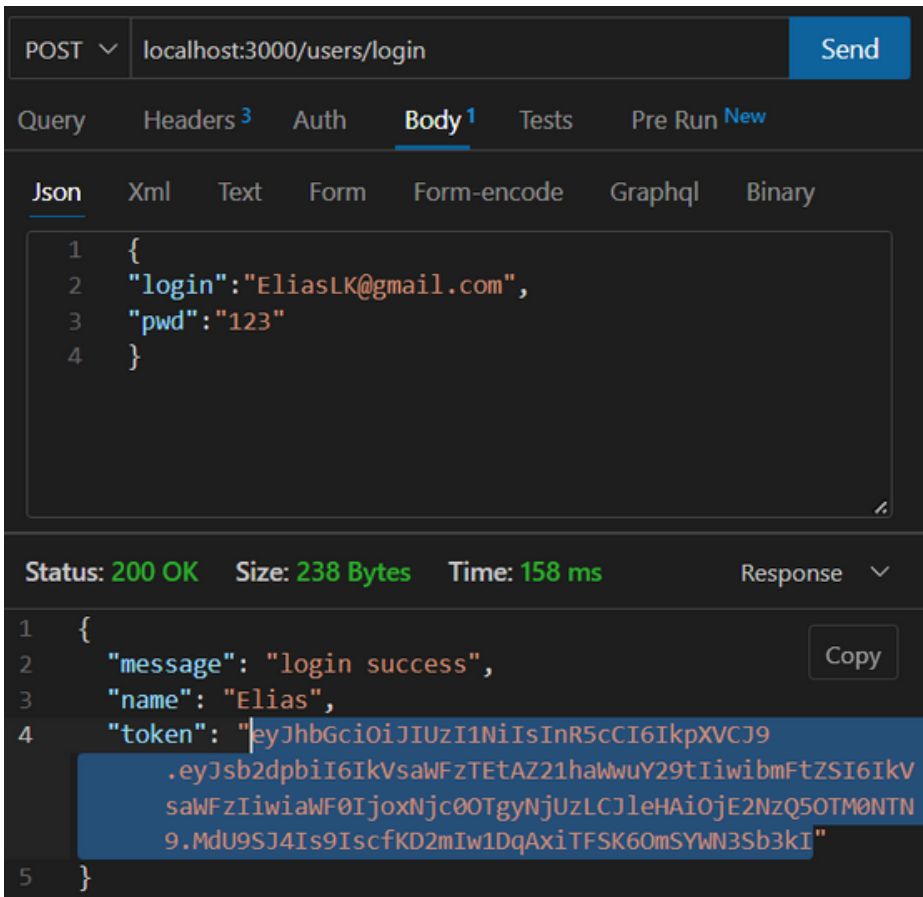 POST localhost:3000/users/login Send
Query Headers 3 Auth Body 1 Tests Pre Run New
Json Xml Text Form Form-encode Graphql Binary
1 {
2 "login":"EliasLK@gmail.com",
3 "pwd":"123"
4 }
Status: 200 OK Size: 238 Bytes Time: 158 ms Response
1 {
Copy
2 "message": "login success",
3 "name": "Elias",
4 "token": "eyJhbGciOiJIUzI1NiIsInR5cCI6IkpXVCJ9
.eyJsb2dpbiI6IkVsaWFzTEtAZ21haWwuY29tIiwibmFtZSI6IkV
saWFzIiwiaWF0IjoxNjc0OTgyNjUzLCJleHAiOjE2NzQ5OTM0NTN
9.MdU9SJ4Is9IscfKD2mIw1DqAxiTFSK6OmSYWN3Sb3kI"
5 }